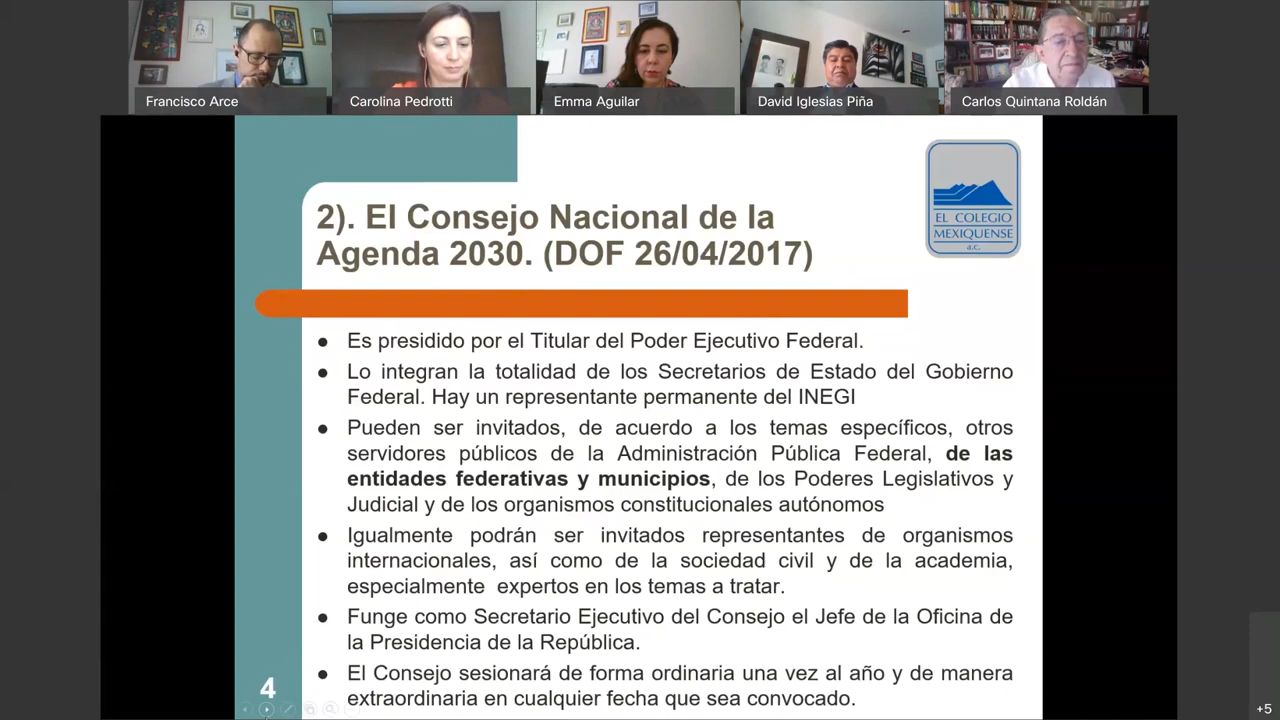 Francisco Arce
Carolina Pedrotti
Emma Aguilar
David Iglesias Piña
Carlos Quintana Roldán
EL COLEGIO
MEXIQUENSE
a.c.
2). El Consejo Nacional de la
Agenda 2030. (DOF 26/04/2017)
● Es presidido por el Titular del Poder Ejecutivo Federal.
● Lo integran la totalidad de los Secretarios de Estado del Gobierno
Federal. Hay un representante permanente del INEGI
● Pueden ser invitados, de acuerdo a los temas específicos, otros
servidores públicos de la Administración Pública Federal, de las
entidades federativas y municipios, de los Poderes Legislativos y
Judicial y de los organismos constitucionales autónomos
● Igualmente podrán ser invitados representantes de organismos
internacionales, así como de la sociedad civil y de la academia,
especialmente expertos en los temas a tratar.
● Funge como Secretario Ejecutivo del Consejo el Jefe de la Oficina de
la Presidencia de la República.
● El Consejo sesionará de forma ordinaria una vez al año y de manera
extraordinaria en cualquier fecha que sea convocado.
4
+5